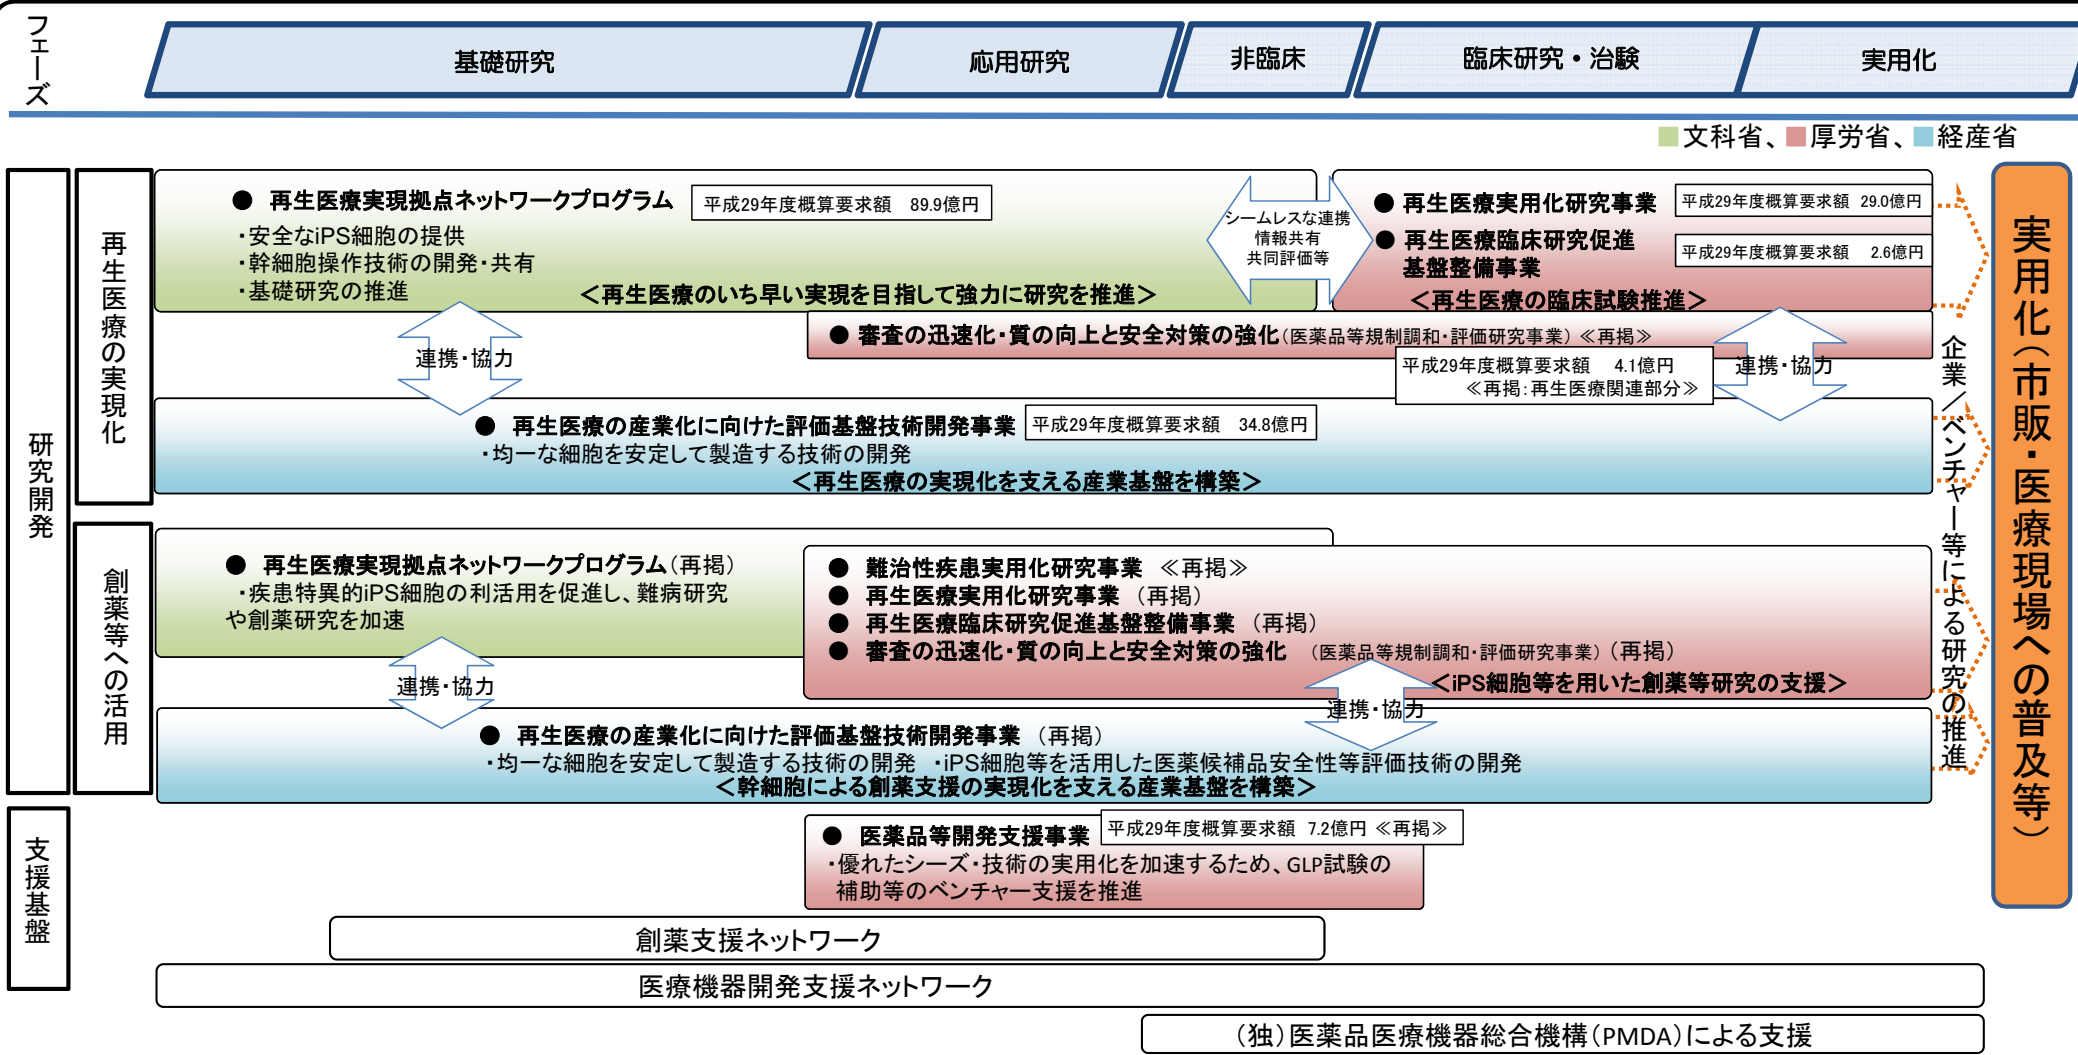 フェーズ
基礎研究
応用研究
非臨床
臨床研究・治験
実用化
文科省、厚労省、経産省
研究開発
再生医療の実現化
● 再生医療実現拠点ネットワークプログラム
平成29年度概算要求額 89.9億円
・安全なiPS細胞の提供
・幹細胞操作技術の開発・共有
・基礎研究の推進
＜再生医療のいち早い実現を目指して強力に研究を推進＞
シームレスな連携
情報共有
共同評価等
● 再生医療実用化研究事業
平成29年度概算要求額 29.0億円
● 再生医療臨床研究促進
基盤整備事業
平成29年度概算要求額 2.6億円
＜再生医療の臨床試験推進＞
● 審査の迅速化・質の向上と安全対策の強化(医薬品等規制調和・評価研究事業) ≪再掲≫
平成29年度概算要求額 4.1億円
≪再掲：再生医療関連部分≫
連携・協力
連携・協力
● 再生医療の産業化に向けた評価基盤技術開発事業
平成29年度概算要求額 34.8億円
・均一な細胞を安定して製造する技術の開発
＜再生医療の実現化を支える産業基盤を構築＞
創薬等への活用
● 再生医療実現拠点ネットワークプログラム(再掲)
・疾患特異的iPS細胞の利活用を促進し、難病研究
や創薬研究を加速
● 難治性疾患実用化研究事業 ≪再掲≫
● 再生医療実用化研究事業 (再掲)
● 再生医療臨床研究促進基盤整備事業 (再掲)
● 審査の迅速化・質の向上と安全対策の強化 (医薬品等規制調和・評価研究事業) (再掲)
＜iPS細胞等を用いた創薬等研究の支援＞
連携・協力
連携・協力
● 再生医療の産業化に向けた評価基盤技術開発事業 (再掲)
・均一な細胞を安定して製造する技術の開発 ・iPS細胞等を活用した医薬候補品安全性等評価技術の開発
＜幹細胞による創薬支援の実現化を支える産業基盤を構築＞
企業／ベンチャー等による研究の推進
実用化(市販・医療現場への普及等)
支援基盤
● 医薬品等開発支援事業
平成29年度概算要求額 7.2億円 ≪再掲≫
・優れたシーズ・技術の実用化を加速するため、GLP試験の
補助等のベンチャー支援を推進
創薬支援ネットワーク
医療機器開発支援ネットワーク
(独)医薬品医療機器総合機構(PMDA)による支援